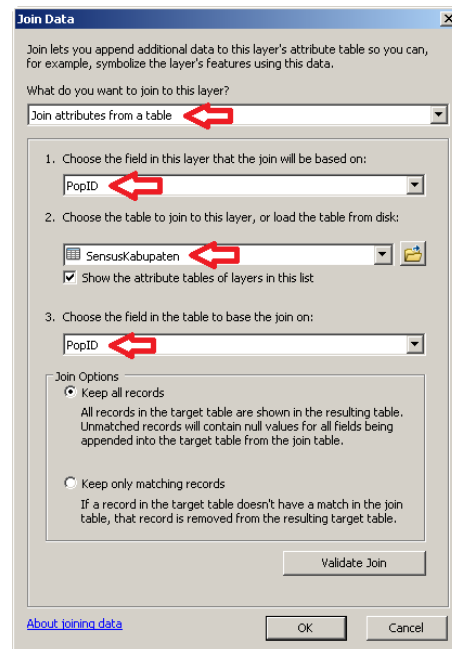 Join Data
Join lets you append additional data to this layer's attribute table so you can,
for example, symbolize the layer's features using this data.
What do you want to join to this layer?
Join attributes from a table
1. Choose the field in this layer that the join will be based on:
PopID
2. Choose the table to join to this layer, or load the table from disk:
SensusKabupaten
Show the attribute tables of layers in this list
3. Choose the field in the table to base the join on:
PopID
Join Options
Keep all records
All records in the target table are shown in the resulting table.
Unmatched records will contain null values for all fields being
appended into the target table from the join table.
Keep only matching records
If a record in the target table doesn't have a match in the join
table, that record is removed from the resulting target table.
Validate Join
About joining data
OK
Cancel